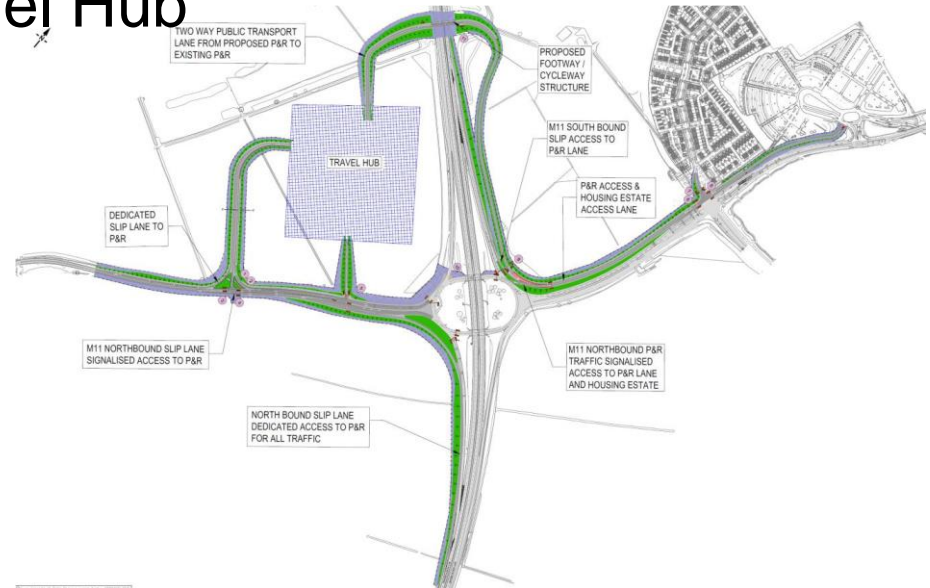 el Hub
TWO WAY PUBLIC TRANSPORT
LANE FROM PROPOSED P&R TO
EXISTING P&R
PROPOSED
FOOTWAY /
CYCLEWAY
STRUCTURE
M11 SOUTH BOUND
SLIP ACCESS TO
P&R LANE
TRAVEL HUB
P&R ACCESS &
HOUSING ESTATE
ACCESS LANE
DEDICATED
SLIP LANE TO
P&R
M11 NORTHBOUND SLIP LANE
SIGNALISED ACCESS TO P&R
M11 NORTHBOUND P&R
TRAFFIC SIGNALISED
ACCESS TO P&R LANE
AND HOUSING ESTATE
NORTH BOUND SLIP LANE
DEDICATED ACCESS TO P&R
FOR ALL TRAFFIC